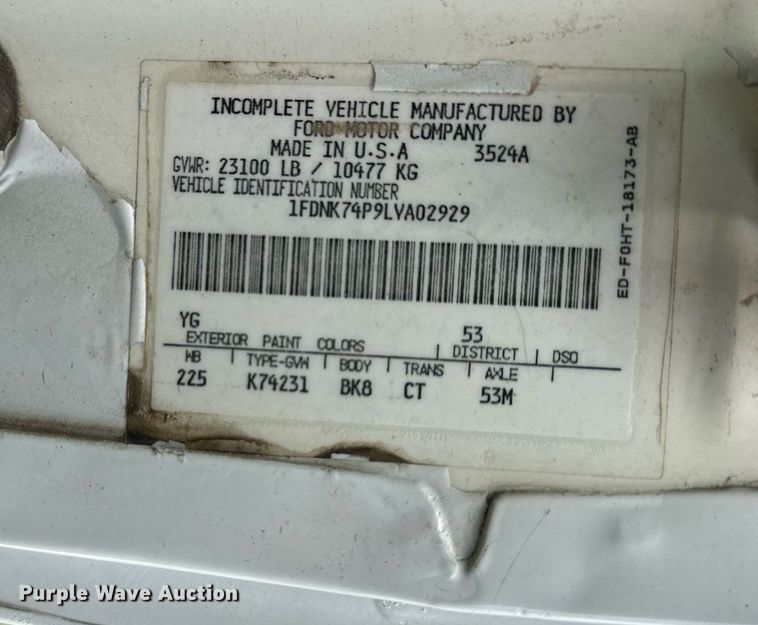 INCOMPLETE VEHICLE MANUFACTURED BY
FORD MOTOR COMPANY
MADE IN U.S.A 3524A
GVWR: 23100 LB / 10477 KG
VEHICLE IDENTIFICATION NUMBER
1FDNK74P9LVA02929
ED-F0HT-18173-AB
YG 53
EXTERIOR PAINT COLORS DISTRICT DSO
WB TYPE-GVW BODY TRANS AXLE
225 K74231 BK8 CT 53M
Purple Wave Auction